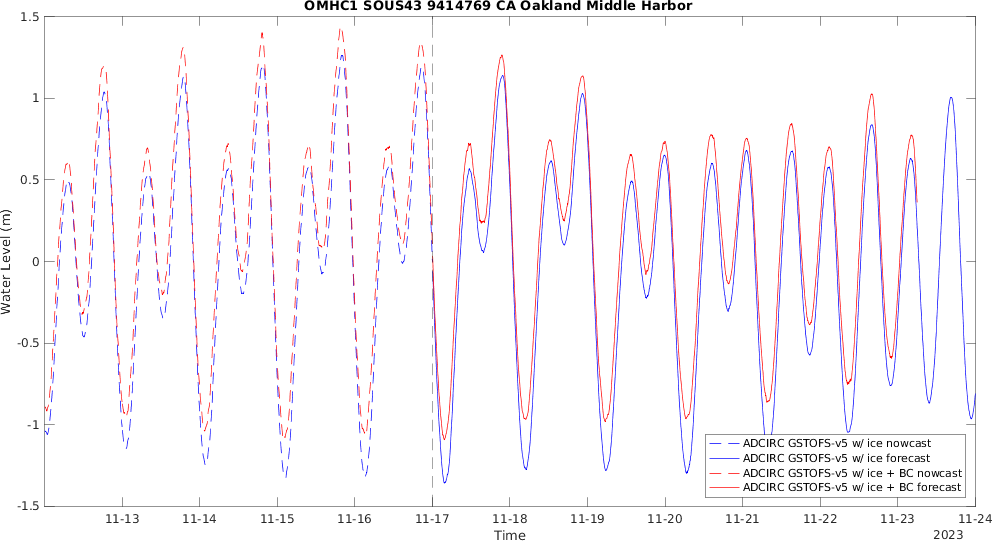 OMHC1 SOUS43 9414769 CA Oakland Middle Harbor
Water Level (m)
1.5
1
0.5
0
-0.5
-1
-1.5
11-13 11-14 11-15 11-16 11-17 11-18 11-19 11-20 11-21 11-22 11-23 11-24
2023
Time
ADCIRC GSTOFS-v5 w/ ice nowcast
ADCIRC GSTOFS-v5 w/ ice forecast
ADCIRC GSTOFS-v5 w/ ice + BC nowcast
ADCIRC GSTOFS-v5 w/ ice + BC forecast